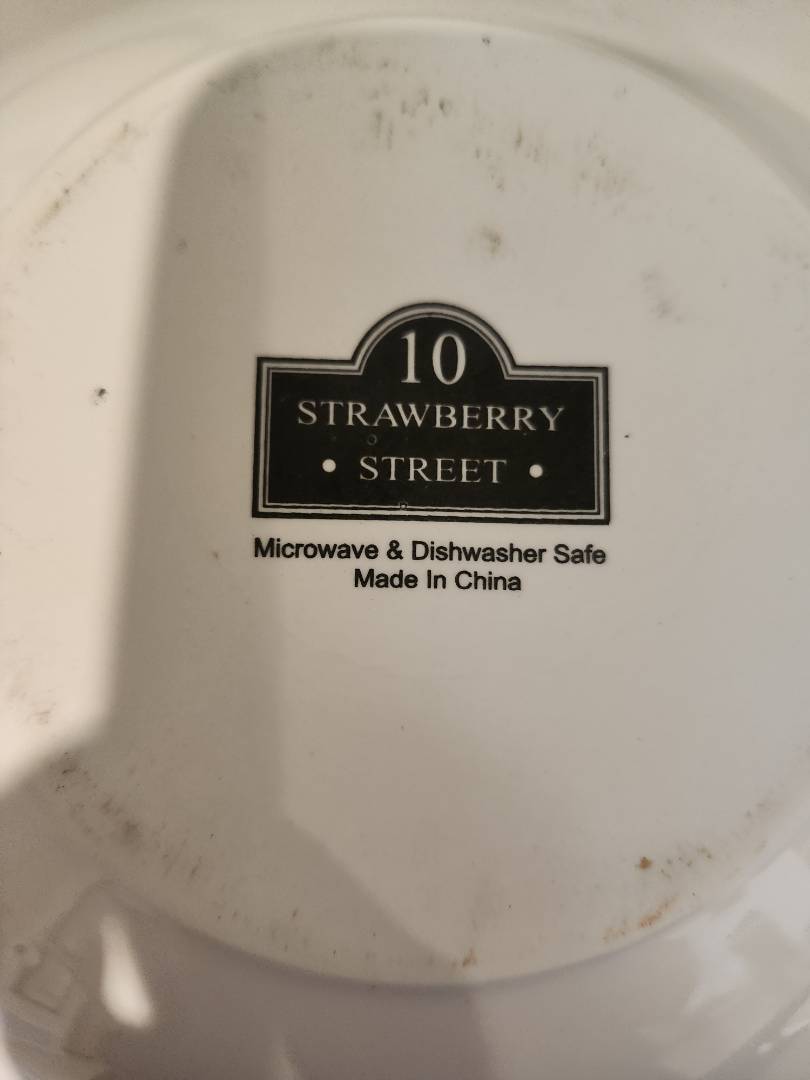 10
STRAWBERRY
• STREET •
Microwave & Dishwasher Safe
Made In China